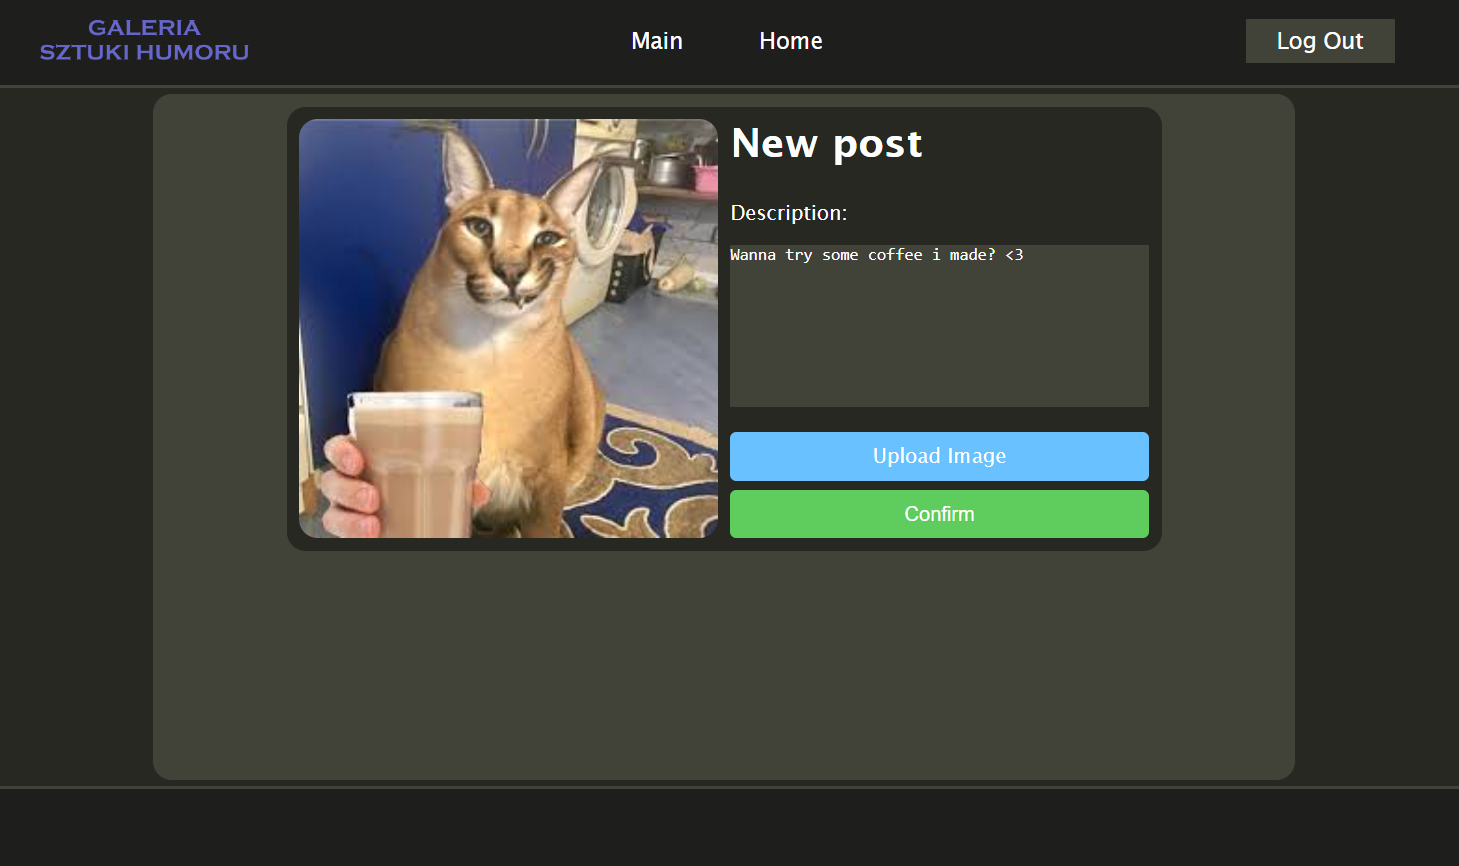 GALERIA
SZTUKI HUMORU
Main
Home
Log Out
New post
Description:
Wanna try some coffee i made? <3
Upload Image
Confirm